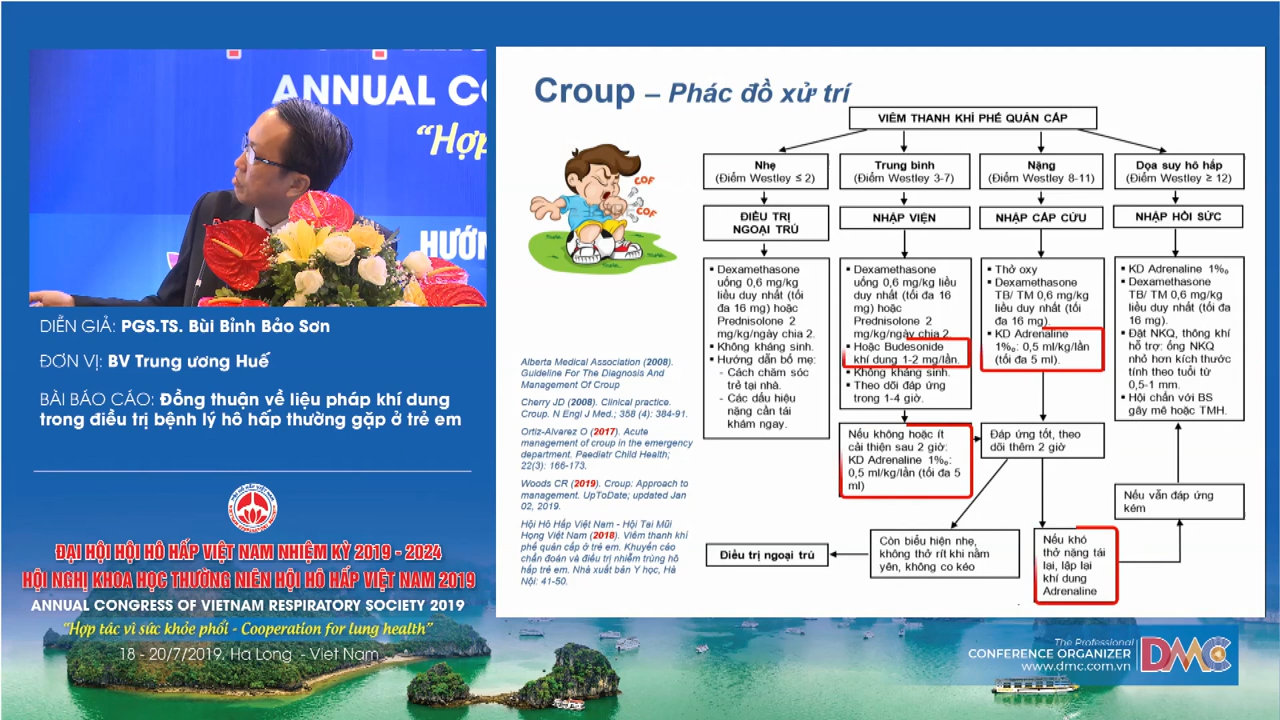 ANNUAL CO
“Hợp
HƯỚN
DIỄN GIẢ: PGS.TS. Bùi Bỉnh Bảo Sơn
ĐƠN VỊ: BV Trung ương Huế
BÀI BÁO CÁO: Đồng thuận về liệu pháp khí dung
trong điều trị bệnh lý hô hấp thường gặp ở trẻ em
ĐẠI HỘI HỘI HÔ HẤP VIỆT NAM NHIỆM KỲ 2019 - 2024
HỘI NGHỊ KHOA HỌC THƯỜNG NIÊN HỘI HÔ HẤP VIỆT NAM 2019
ANNUAL CONGRESS OF VIETNAM RESPIRATORY SOCIETY 2019
“Hợp tác vì sức khỏe phổi - Cooperation for lung health”
18 - 20/7/2019. Ha Long - Viet Nam
Croup – Phác đồ xử trí
COF
COF
Alberta Medical Association (2008).
Guideline For The Diagnosis And
Management Of Croup
Cherry JD (2008). Clinical practice.
Croup. N Engl J Med.; 358 (4): 384-91.
Ortiz-Alvarez O (2017). Acute
management of croup in the emergency
department. Paediatr Child Health;
22(3): 166-173.
Woods CR (2019). Croup: Approach to
management. UpToDate; updated Jan
02, 2019.
Hội Hô Hấp Việt Nam - Hội Tai Mũi
Họng Việt Nam (2018). Viêm thanh khí
phế quản cấp ở trẻ em. Khuyến cáo
chẩn đoán và điều trị nhiễm trùng hô
hấp trẻ em. Nhà xuất bản Y học, Hà
Nội: 41-50.
VIÊM THANH KHÍ PHẾ QUẢN CẤP
Nhẹ
(Điểm Westley ≤ 2)
ĐIỀU TRỊ
NGOẠI TRÚ
▪ Dexamethasone
uống 0,6 mg/kg
liều duy nhất (tối
đa 16 mg) hoặc
Prednisolone 2
mg/kg/ngày chia 2.
▪ Không kháng sinh.
▪ Hướng dẫn bố mẹ:
- Cách chăm sóc
trẻ tại nhà.
- Các dấu hiệu
nặng cần tái
khám ngay.
Trung bình
(Điểm Westley 3-7)
NHẬP VIỆN
▪ Dexamethasone
uống 0,6 mg/kg
liều duy nhất (tối
đa 16 mg) hoặc
Prednisolone 2
mg/kg/ngày chia 2.
▪ Hoặc Budesonide
khí dung 1-2 mg/lần.
▪ Không kháng sinh.
▪ Theo dõi đáp ứng
trong 1-4 giờ.
Nếu không hoặc ít
cải thiện sau 2 giờ:
KD Adrenaline 1‰:
0,5 ml/kg/lần (tối đa 5
ml)
Nặng
(Điểm Westley 8-11)
NHẬP CẤP CỨU
▪ Thở oxy
▪ Dexamethasone
TB/ TM 0,6 mg/kg
liều duy nhất (tối
đa 16 mg).
▪ KD Adrenaline
1‰: 0,5 ml/kg/lần
(tối đa 5 ml).
Đáp ứng tốt, theo
dõi thêm 2 giờ
Dọa suy hô hấp
(Điểm Westley ≥ 12)
NHẬP HỒI SỨC
▪ KD Adrenaline 1‰
▪ Dexamethasone
TB/ TM 0,6 mg/kg
liều duy nhất (tối
đa 16 mg).
▪ Đặt NKQ, thông khí
hỗ trợ: ống NKQ
nhỏ hơn kích thước
tính theo tuổi từ
0,5-1 mm.
▪ Hội chẩn với BS
gây mê hoặc TMH.
Nếu vẫn đáp ứng
kém
Điều trị ngoại trú
Còn biểu hiện nhẹ,
không thở rít khi nằm
yên, không co kéo
Nếu khó
thở nặng tái
lại, lặp lại
khí dung
Adrenaline
The Professional
CONFERENCE ORGANIZER
www.dmc.com.vn
DMC